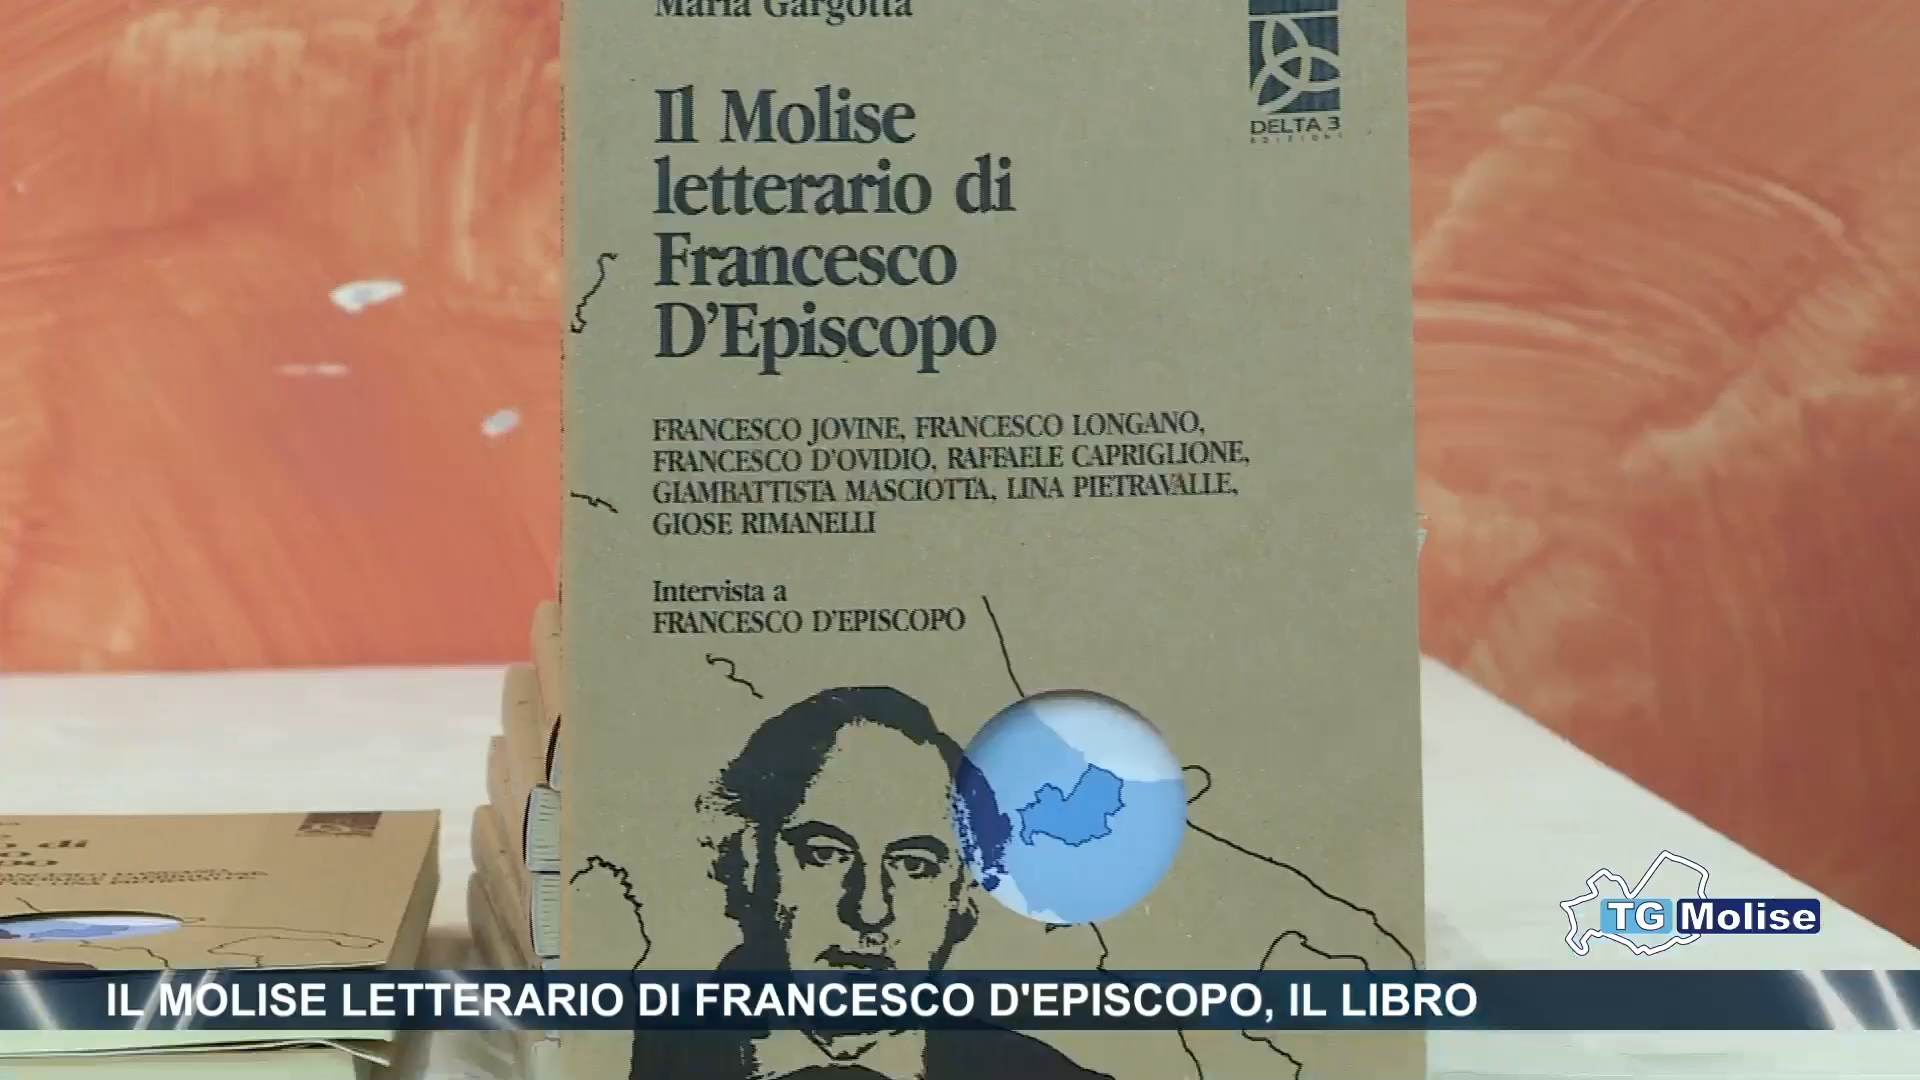 Maria Gargotta
DELTA 3
EDIZIONI
Il Molise
letterario di
Francesco
D'Episcopo
FRANCESCO JOVINE, FRANCESCO LONGANO,
FRANCESCO D'OVIDIO, RAFFAELE CAPRIGLIONE,
GIAMBATTISTA MASCIOTTA, LINA PIETRAVALLE,
GIOSE RIMANELLI
Intervista a
FRANCESCO D'EPISCOPO
TG Molise
IL MOLISE LETTERARIO DI FRANCESCO D'EPISCOPO, IL LIBRO